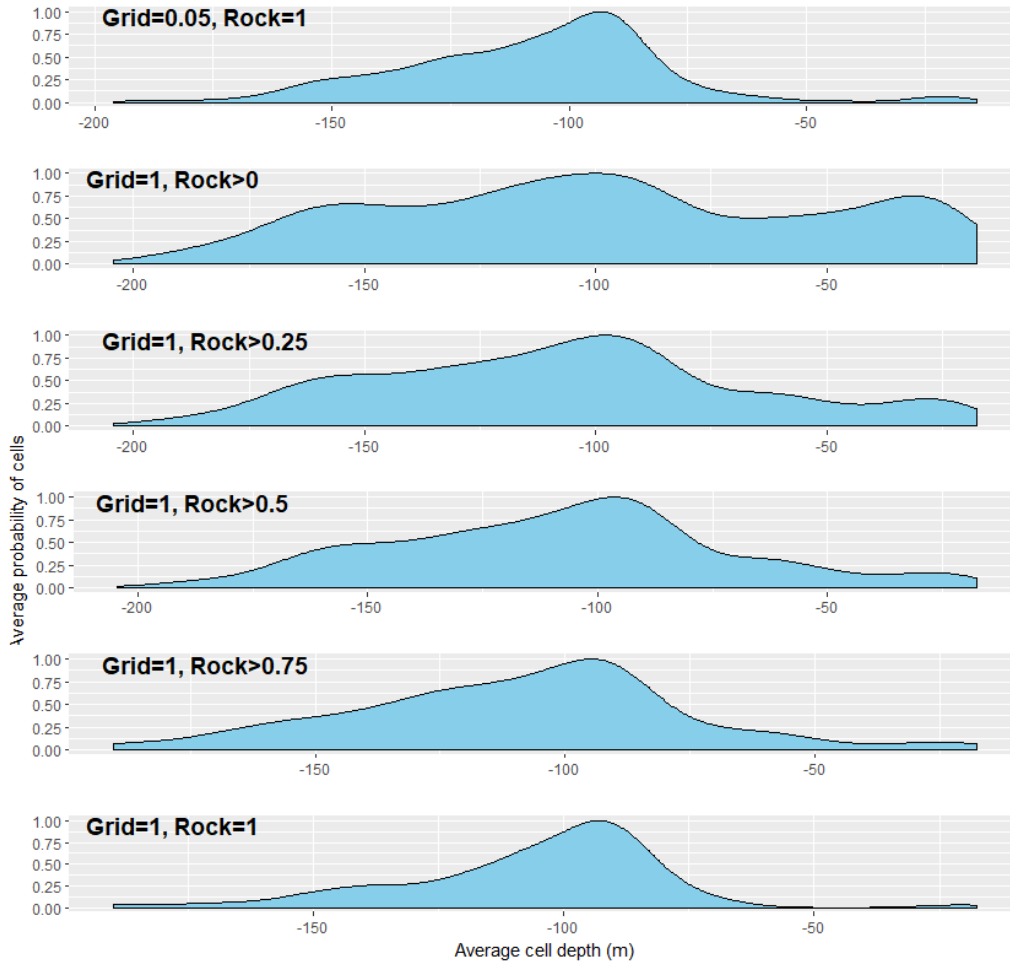 Grid=0.05, Rock=1
1.00
0.75
0.50
0.25
0.00
-200 -150 -100 -50
Grid=1, Rock>0
1.00
0.75
0.50
0.25
0.00
-200 -150 -100 -50
Grid=1, Rock>0.25
1.00
0.75
0.50
0.25
0.00
-200 -150 -100 -50
Average probability of cells
Grid=1, Rock>0.5
1.00
0.75
0.50
0.25
0.00
-200 -150 -100 -50
Grid=1, Rock>0.75
1.00
0.75
0.50
0.25
0.00
-150 -100 -50
Grid=1, Rock=1
1.00
0.75
0.50
0.25
0.00
-150 -100 -50
Average cell depth (m)